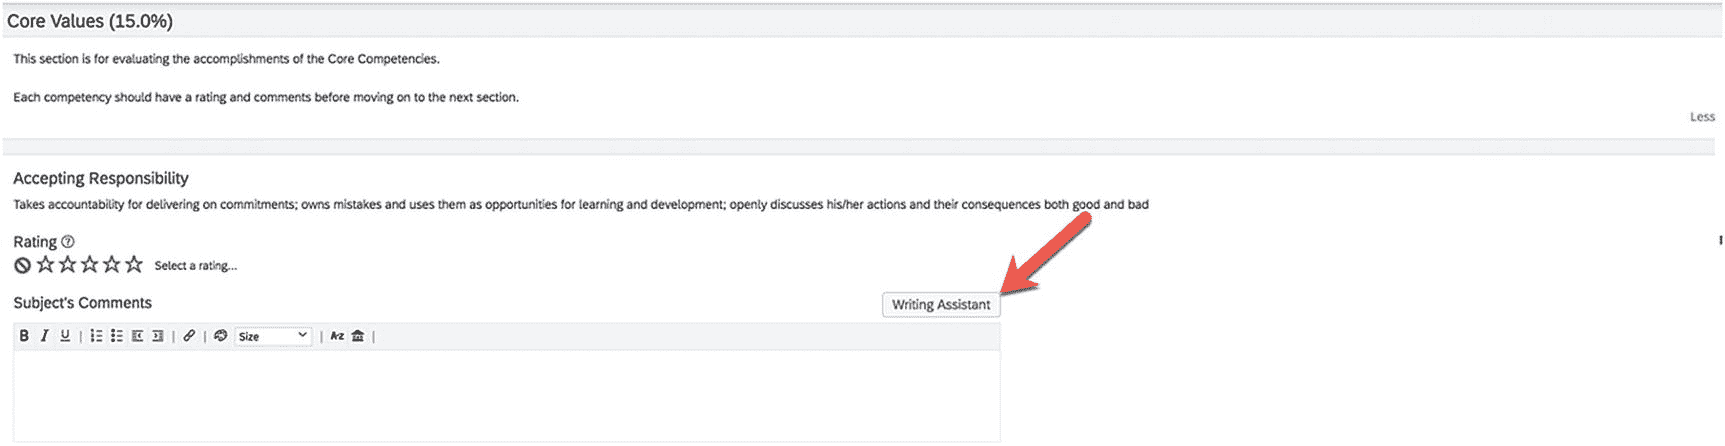 Core Values (15.0%)
This section is for evaluating the accomplishments of the Core Competencies.
Each competency should have a rating and comments before moving on to the next section.
Less
Accepting Responsibility
Takes accountability for delivering on commitments; owns mistakes and uses them as opportunities for learning and development; openly discusses his/her actions and their consequences both good and bad
Rating
Select a rating...
Subject's Comments
Writing Assistant
B I U Size A-z